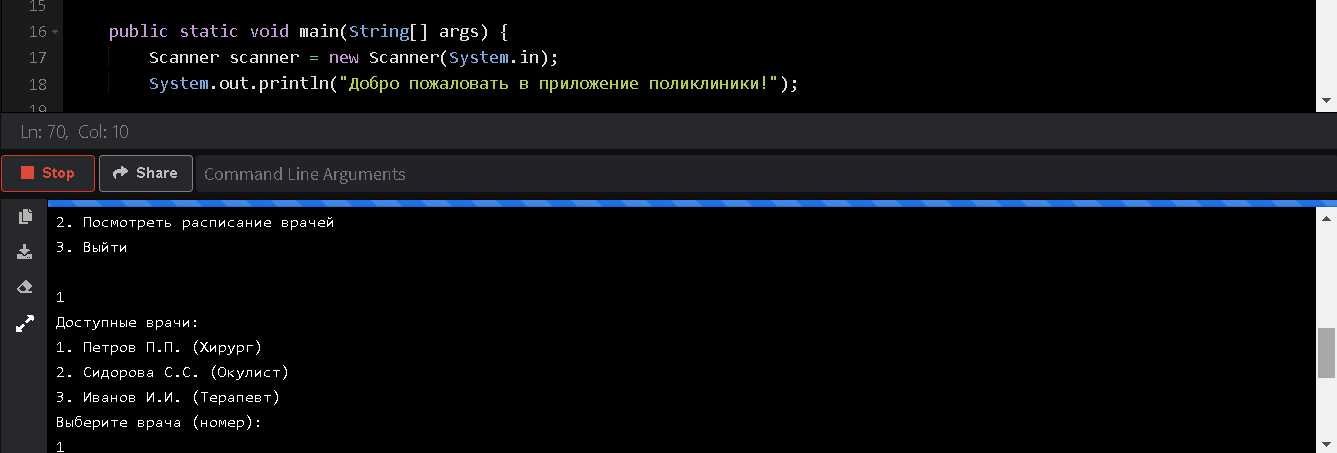 15
16 public static void main(String[] args) {
17 Scanner scanner = new Scanner(System.in);
18 System.out.println("Добро пожаловать в приложение поликлиники!");
19
Ln: 70, Col: 10
Stop Share Command Line Arguments
2. Посмотреть расписание врачей
3. Выйти
1
Доступные врачи:
1. Петров П.П. (Хирург)
2. Сидорова С.С. (Окулист)
3. Иванов И.И. (Терапевт)
Выберите врача (номер):
1